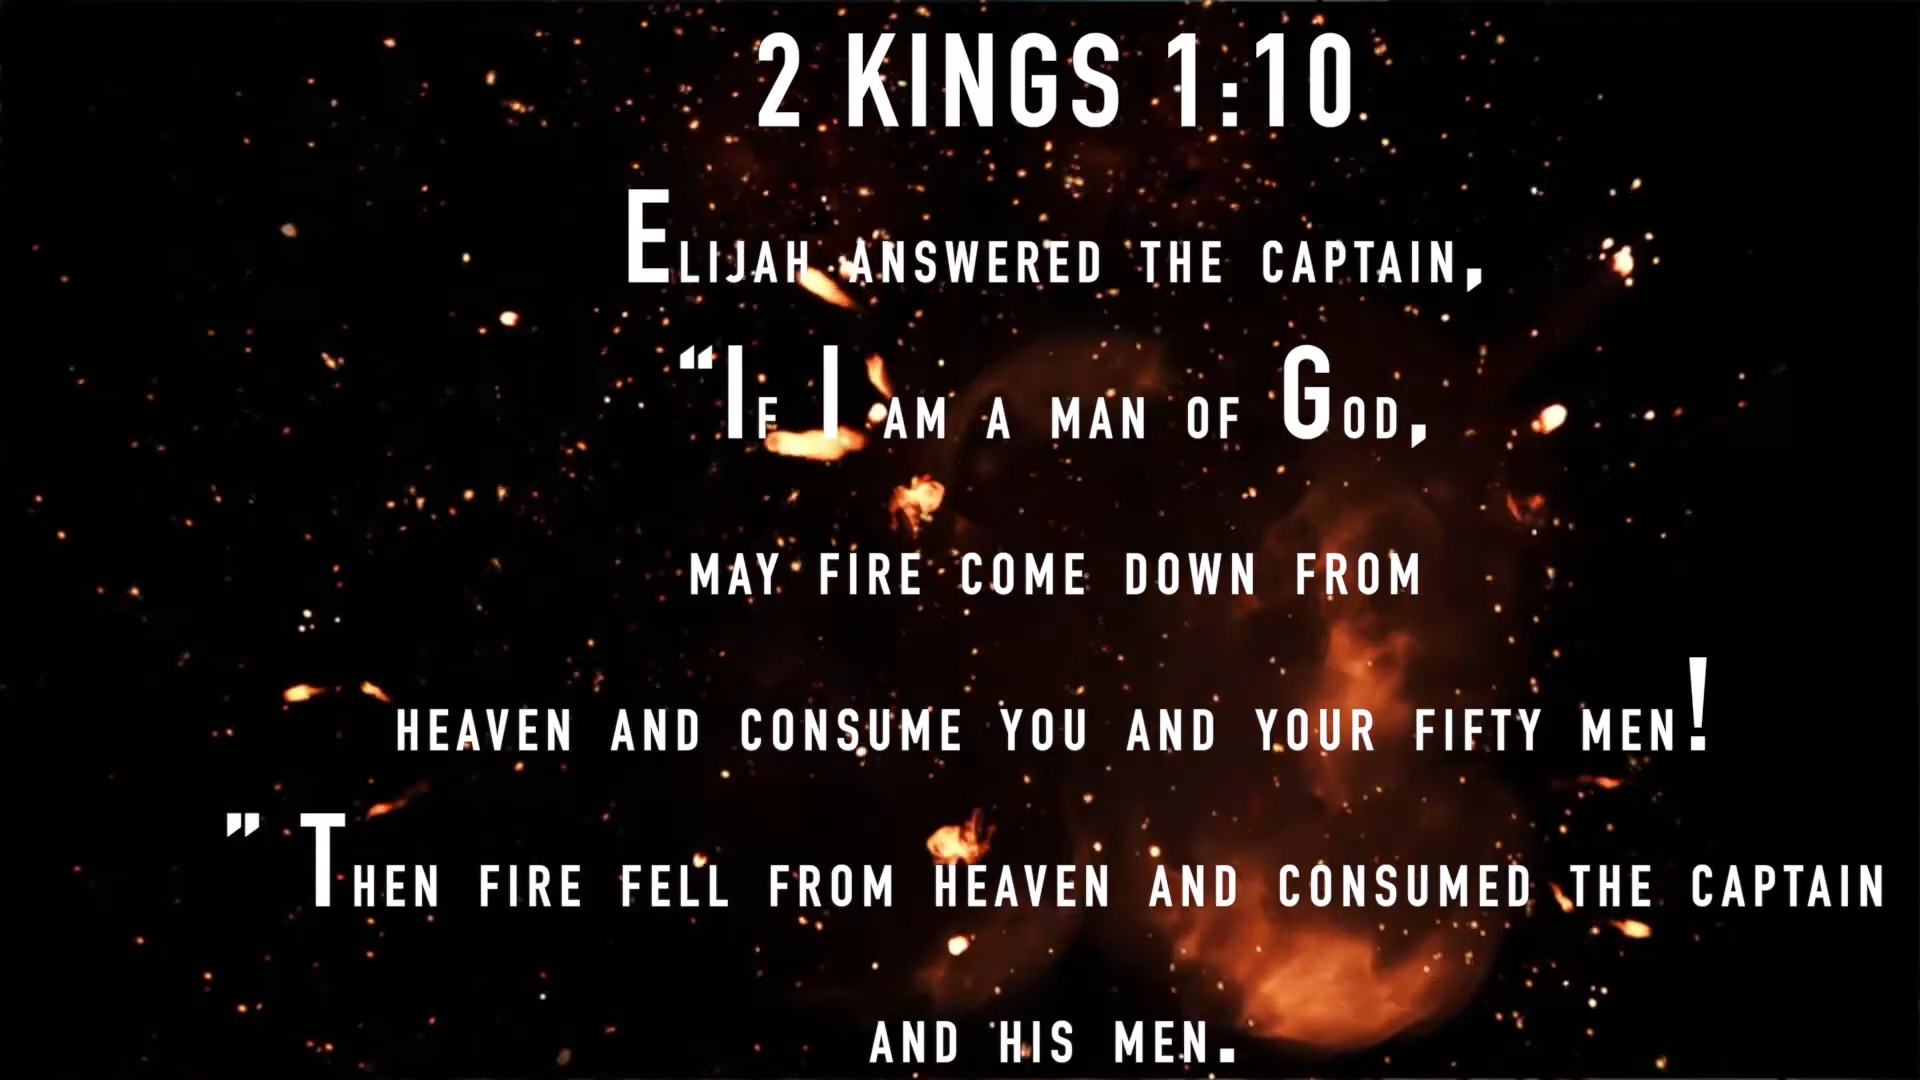 2 KINGS 1:10
Elijah answered the captain,
“If I am a man of God,
may fire come down from
heaven and consume you and your fifty men!
” Then fire fell from heaven and consumed the captain
and his men.